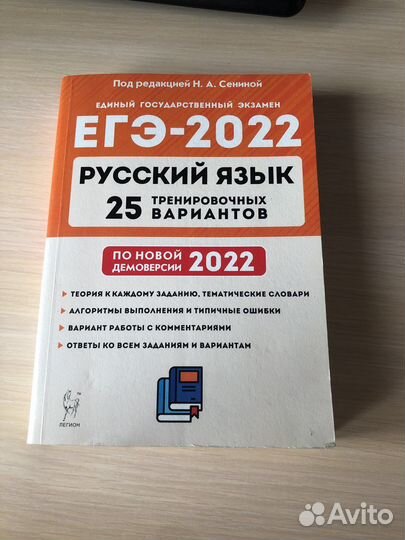 Под редакцией Н. А. Сениной
ЕДИНЫЙ ГОСУДАРСТВЕННЫЙ ЭКЗАМЕН
ЕГЭ-2022
РУССКИЙ ЯЗЫК
25 ТРЕНИРОВОЧНЫХ
ВАРИАНТОВ
ПО НОВОЙ
ДЕМОВЕРСИИ 2022
ТЕОРИЯ К КАЖДОМУ ЗАДАНИЮ, ТЕМАТИЧЕСКИЕ СЛОВАРИ
АЛГОРИТМЫ ВЫПОЛНЕНИЯ И ТИПИЧНЫЕ ОШИБКИ
ВАРИАНТ РАБОТЫ С КОММЕНТАРИЯМИ
ОТВЕТЫ КО ВСЕМ ЗАДАНИЯМ И ВАРИАНТАМ
ЛЕГИОН
Avito